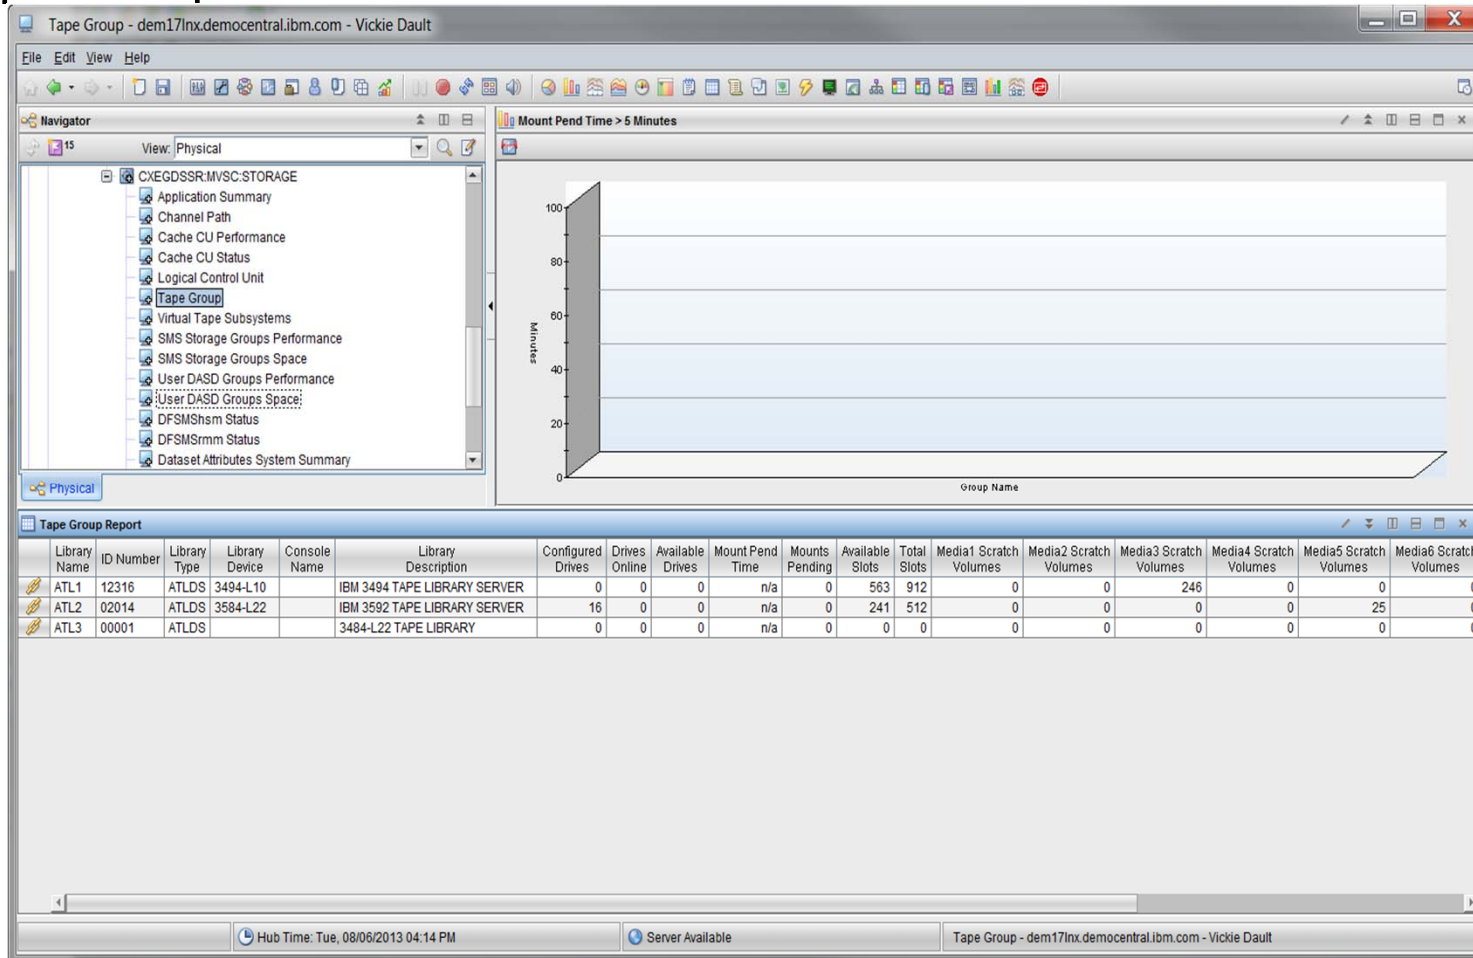 Tape Group - dem17lnx.democentral.ibm.com - Vickie Dault
File Edit View Help
Navigator
15 View: Physical
CXEGDSSR:MVSC:STORAGE
Application Summary
Channel Path
Cache CU Performance
Cache CU Status
Logical Control Unit
Tape Group
Virtual Tape Subsystems
SMS Storage Groups Performance
SMS Storage Groups Space
User DASD Groups Performance
User DASD Groups Space
DFSMShsm Status
DFSMSrmm Status
Dataset Attributes System Summary
Physical
Mount Pend Time > 5 Minutes
100
80
60
40
20
0
Minutes
Group Name
Tape Group Report
Library Name ID Number Library Type Library Device Console Name Library Description Configured Drives Drives Online Available Drives Mount Pend Time Mounts Pending Available Slots Total Slots Media1 Scratch Volumes Media2 Scratch Volumes Media3 Scratch Volumes Media4 Scratch Volumes Media5 Scratch Volumes Media6 Scratch Volumes
ATL1 12316 ATLDS 3494-L10 IBM 3494 TAPE LIBRARY SERVER 0 0 0 n/a 0 563 912 0 0 246 0 0
ATL2 02014 ATLDS 3584-L22 IBM 3592 TAPE LIBRARY SERVER 16 0 0 n/a 0 241 512 0 0 0 0 25
ATL3 00001 ATLDS 3484-L22 TAPE LIBRARY 0 0 0 n/a 0 0 0 0 0 0 0 0
Hub Time: Tue, 08/06/2013 04:14 PM
Server Available
Tape Group - dem17lnx.democentral.ibm.com - Vickie Dault